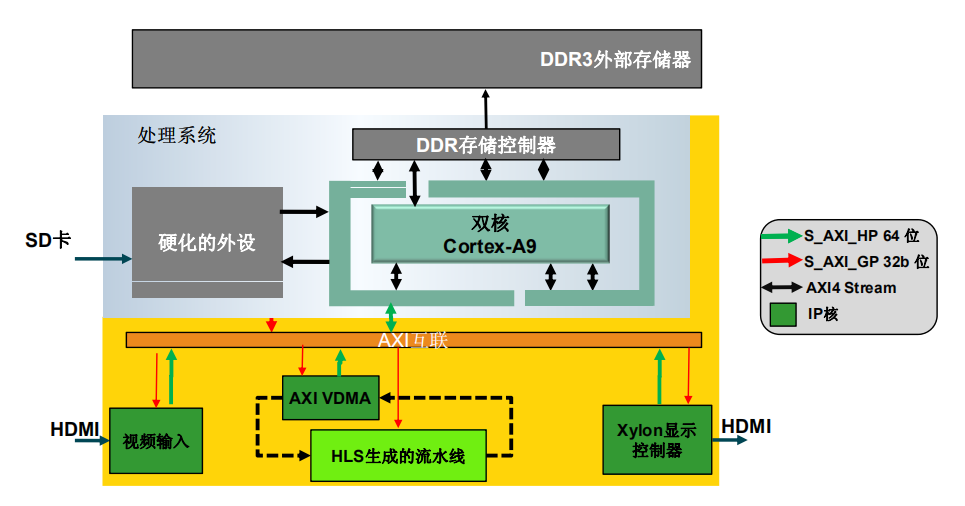 DDR3外部存储器
处理系统
DDR存储控制器
双核
Cortex-A9
硬化的外设
SD卡
S_AXI_HP 64 位
S_AXI_GP 32b 位
AXI4 Stream
IP核
AXI互联
AXI VDMA
HDMI
视频输入
HLS生成的流水线
Xylon显示
控制器
HDMI